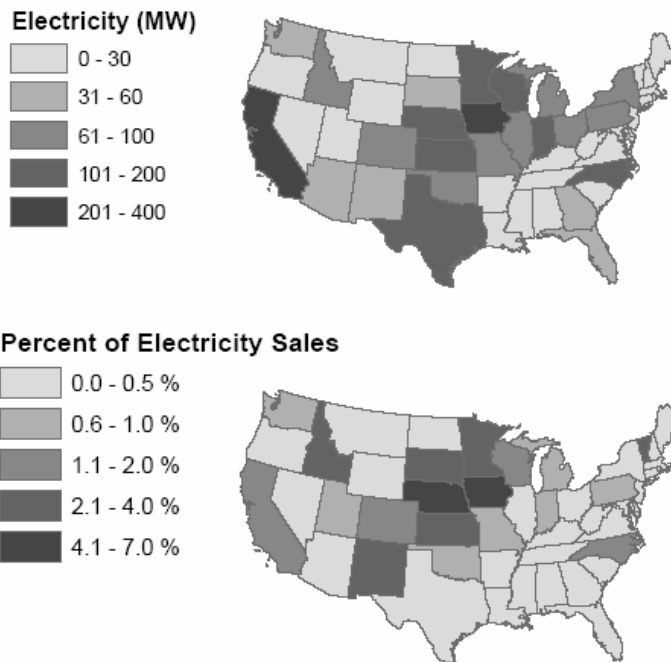 Electricity (MW)
0 - 30
31 - 60
61 - 100
101 - 200
201 - 400
Percent of Electricity Sales
0.0 - 0.5 %
0.6 - 1.0 %
1.1 - 2.0 %
2.1 - 4.0 %
4.1 - 7.0 %